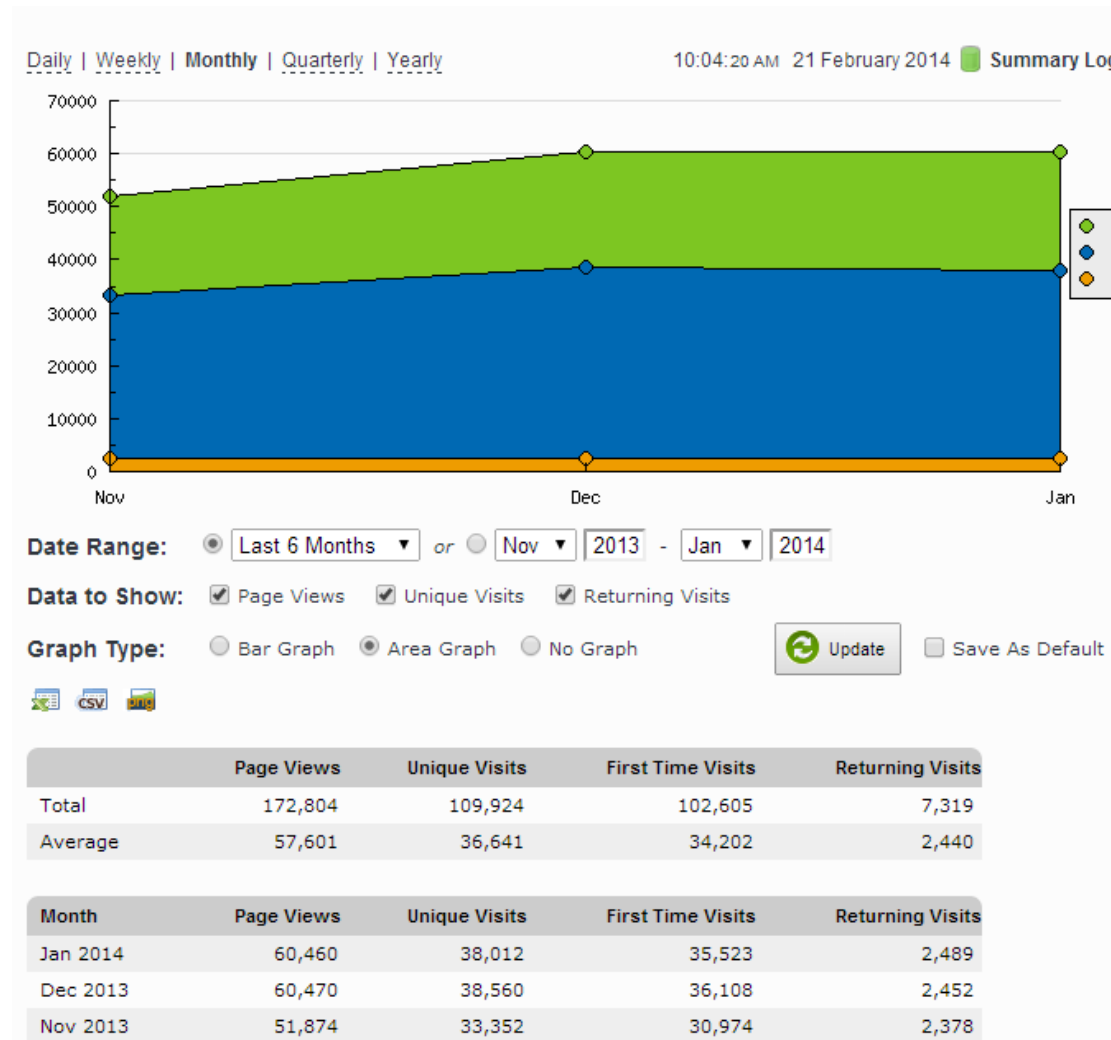 Daily | Weekly | Monthly | Quarterly | Yearly 10:04:20 AM 21 February 2014 Summary Log
70000
60000
50000
40000
30000
20000
10000
0
Nov Dec Jan
Date Range: Last 6 Months or Nov 2013 - Jan 2014
Data to Show: Page Views Unique Visits Returning Visits
Graph Type: Bar Graph Area Graph No Graph Update Save As Default
CSV png
Page Views Unique Visits First Time Visits Returning Visits
Total 172,804 109,924 102,605 7,319
Average 57,601 36,641 34,202 2,440
Month Page Views Unique Visits First Time Visits Returning Visits
Jan 2014 60,460 38,012 35,523 2,489
Dec 2013 60,470 38,560 36,108 2,452
Nov 2013 51,874 33,352 30,974 2,378